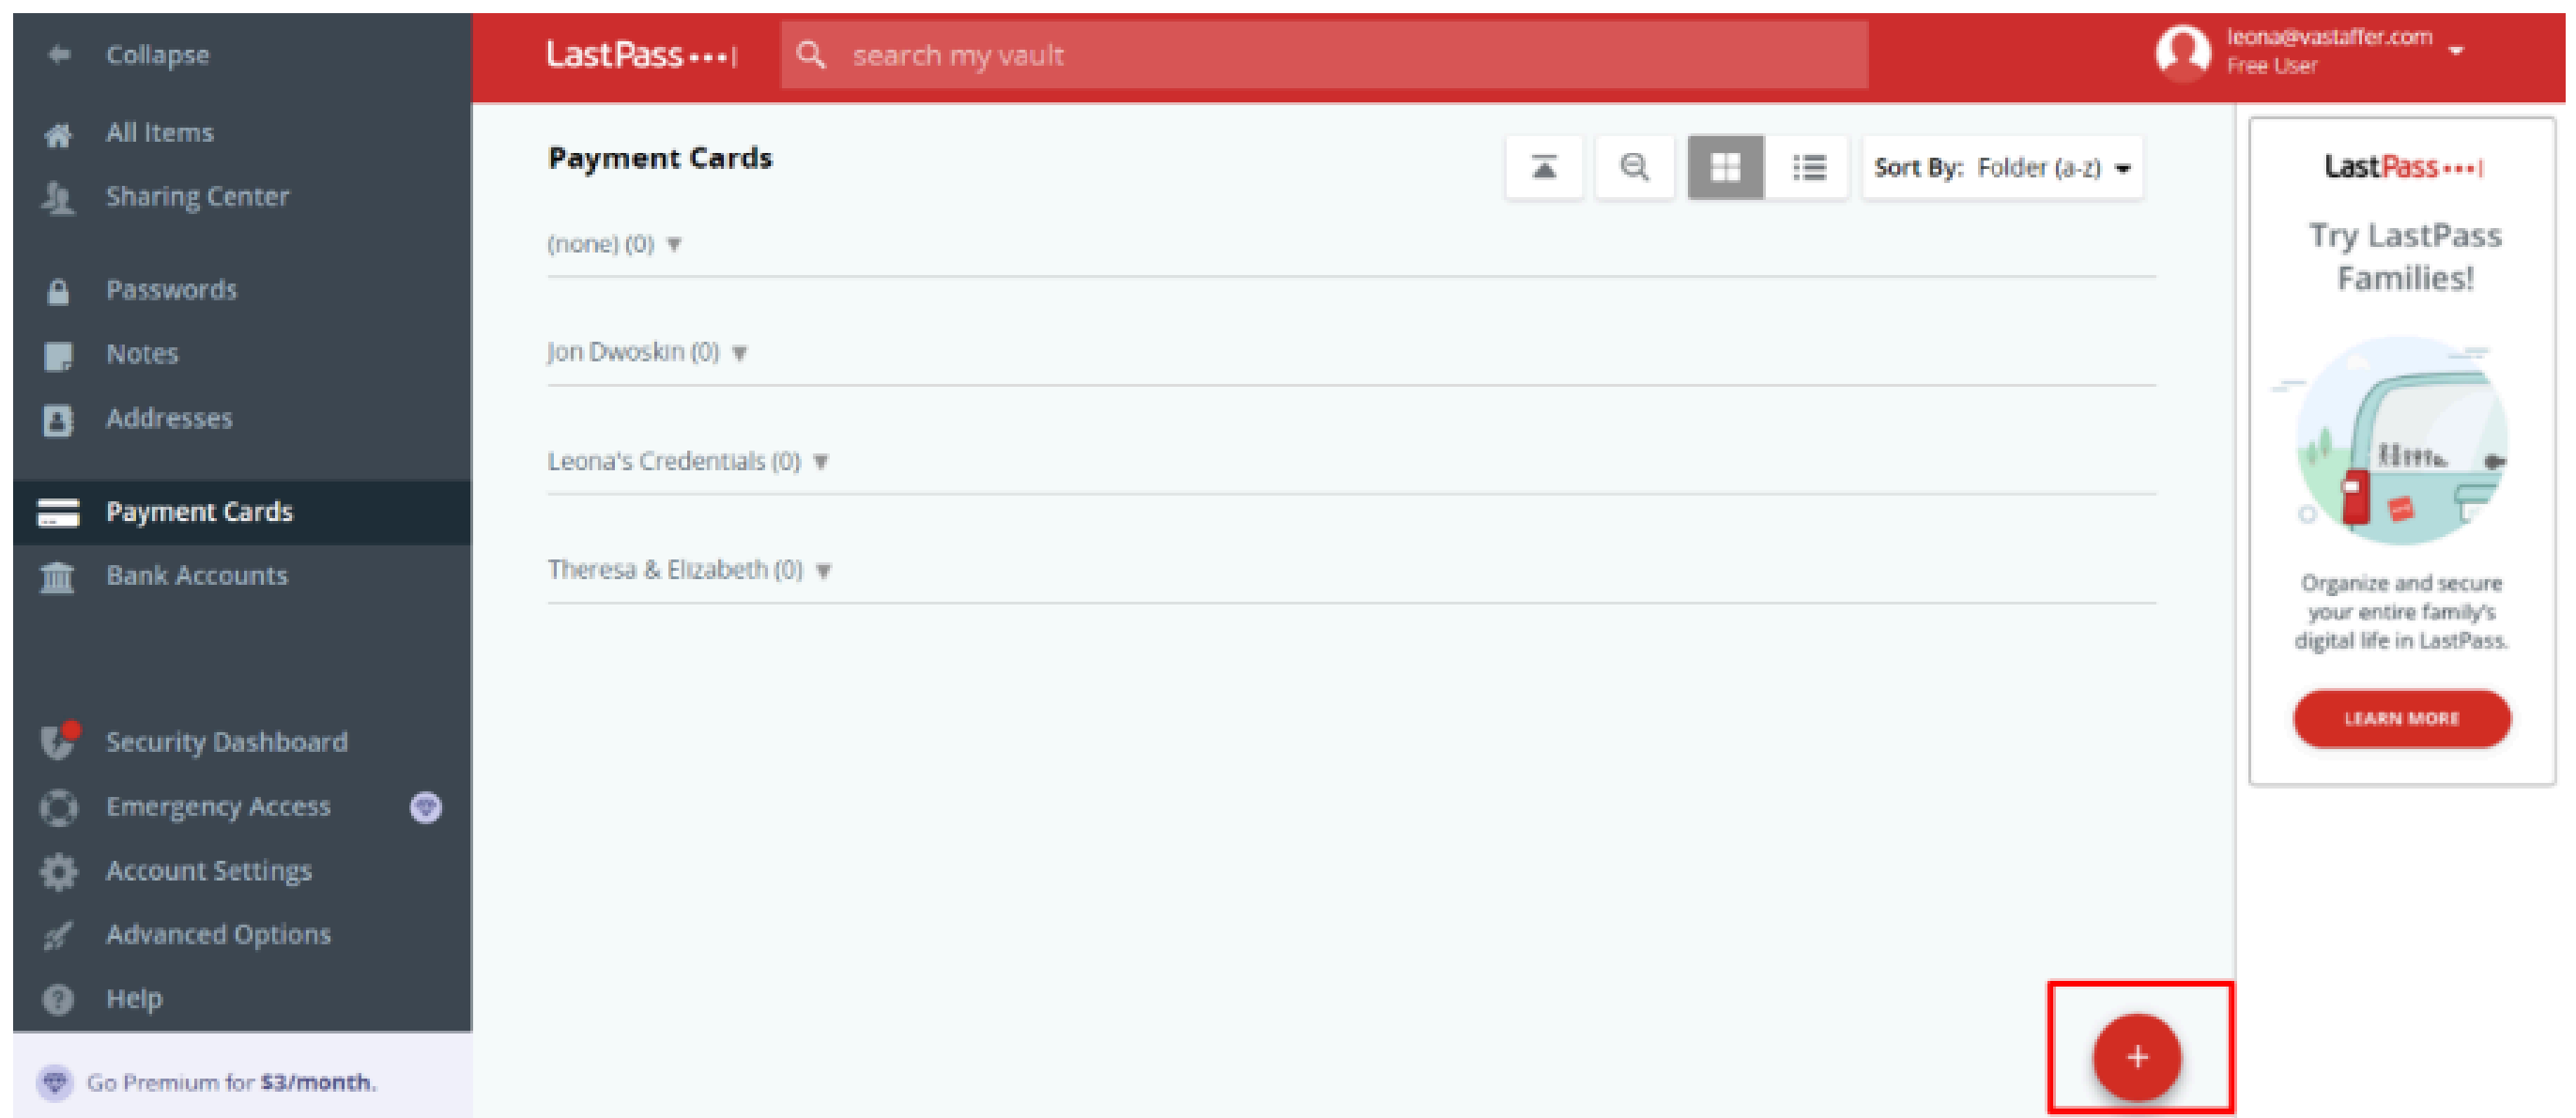 Collapse
All Items
Sharing Center
Passwords
Notes
Addresses
Payment Cards
Bank Accounts
Security Dashboard
Emergency Access
Account Settings
Advanced Options
Help
Go Premium for $3/month.
LastPass
search my vault
leona@vastaffer.com
Free User
Payment Cards
Sort By: Folder (a-z)
(none) (0)
Jon Dwoskin (0)
Leona's Credentials (0)
Theresa & Elizabeth (0)
+
LastPass
Try LastPass
Families!
Organize and secure
your entire family's
digital life in LastPass.
LEARN MORE